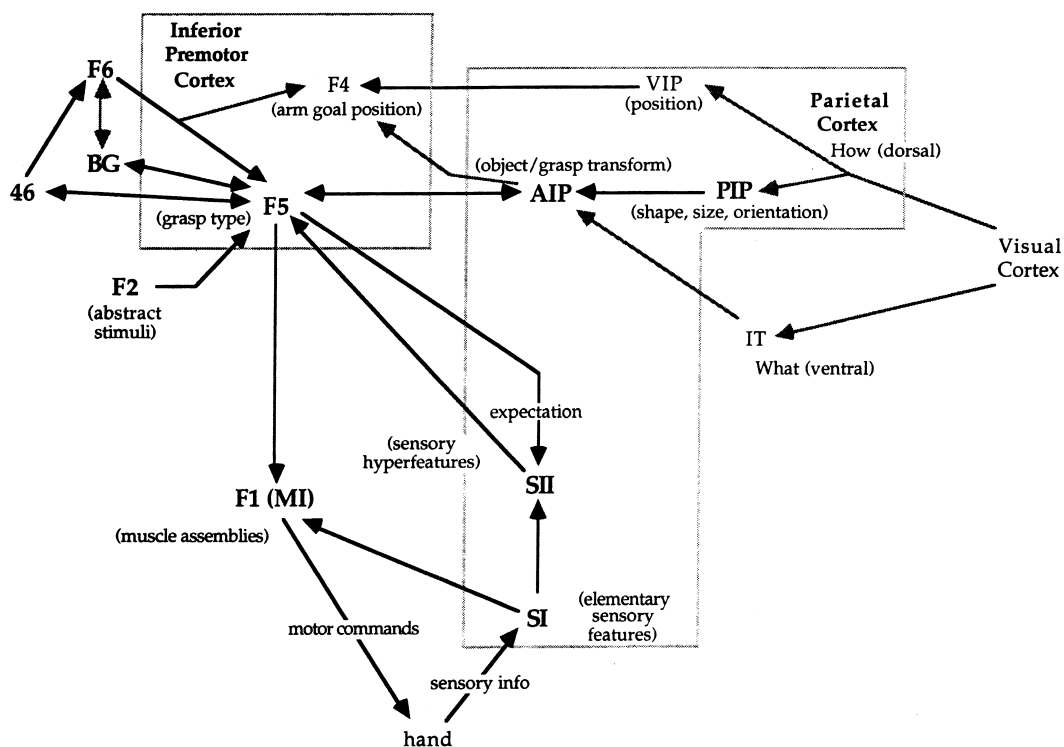 Inferior
Premotor
Cortex
F6
F4
(arm goal position)
VIP
(position)
Parietal
Cortex
How (dorsal)
BG
46
(object/grasp transform)
AIP
PIP
(shape, size, orientation)
(grasp type)
F5
Visual
Cortex
F2
(abstract
stimuli)
IT
What (ventral)
expectation
(sensory
hyperfeatures)
SII
F1 (MI)
(muscle assemblies)
SI
(elementary
sensory
features)
motor commands
sensory info
hand